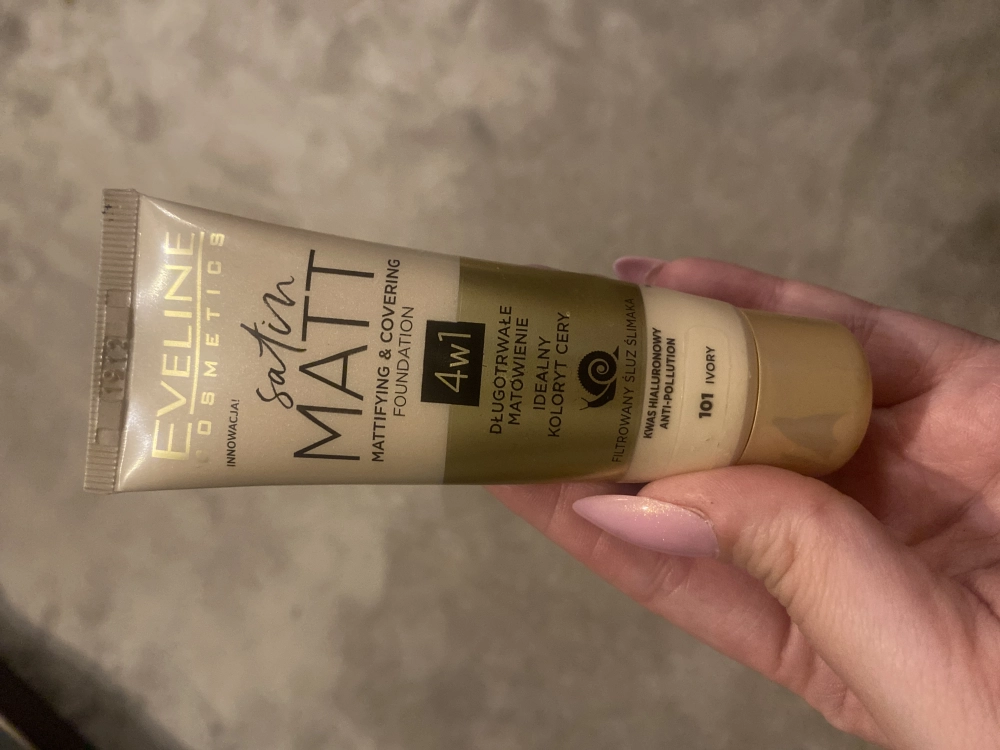 EVELINE
COSMETICS
INNOWACJA!
satin
MATT
MATTIFYING & COVERING
FOUNDATION
4w1
DŁUGOTRWAŁE
MATOWIENIE
IDEALNY
KOLORYT CERY
FILTROWANY ŚLUZ ŚLIMAKA
KWAS HIALURONOWY
ANTI-POLLUTION
101 IVORY